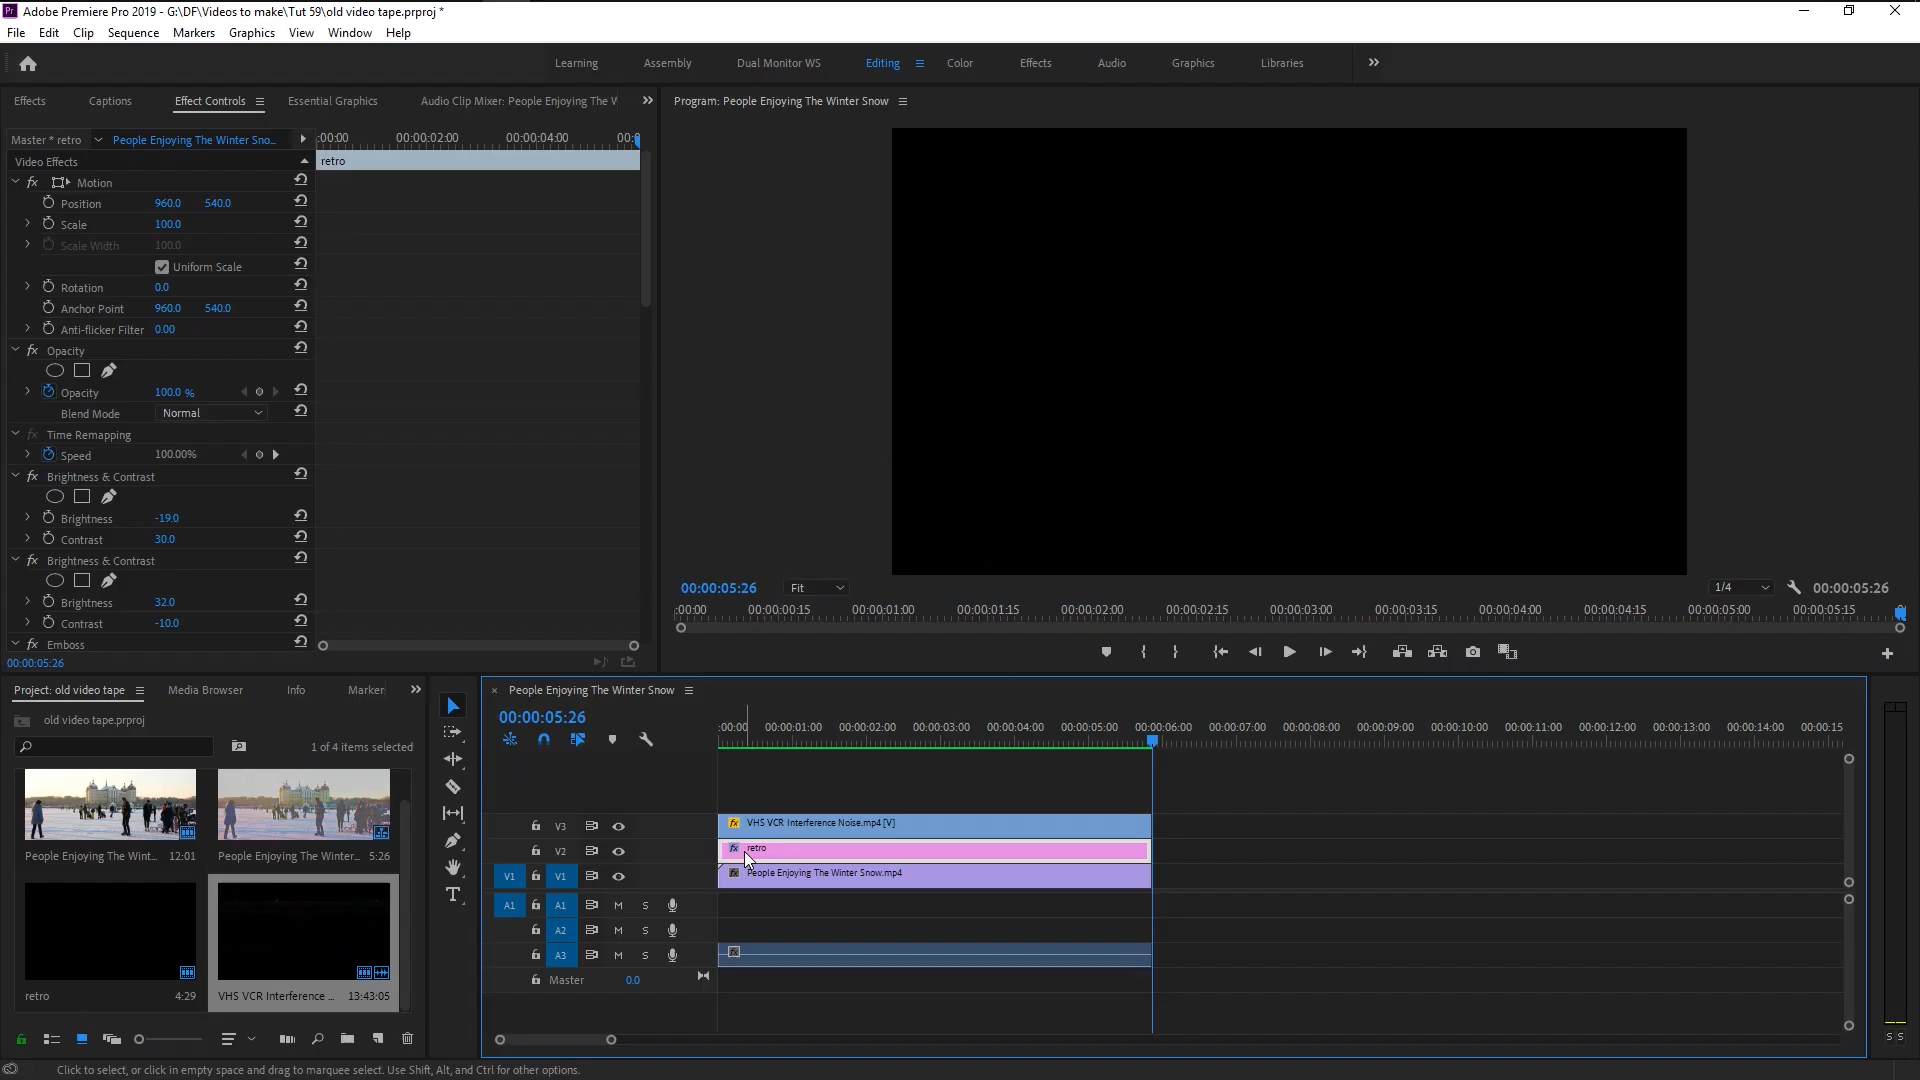 Adobe Premiere Pro 2019 - G:\DF\Videos to make\Tut 59\old video tape.prproj *
File Edit Clip Sequence Markers Graphics View Window Help
Learning Assembly Dual Monitor WS Editing Color Effects Audio Graphics Libraries
Effects Captions Effect Controls Essential Graphics Audio Clip Mixer: People Enjoying The W
Program: People Enjoying The Winter Snow
Master * retro People Enjoying The Winter Sno... :00:00 00:00:02:00 00:00:04:00 00:0
Video Effects retro
fx Motion
Position 960.0 540.0
Scale 100.0
Scale Width 100.0
Uniform Scale
Rotation 0.0
Anchor Point 960.0 540.0
Anti-flicker Filter 0.00
fx Opacity
Opacity 100.0 %
Blend Mode Normal
fx Time Remapping
Speed 100.00%
fx Brightness & Contrast
Brightness -19.0
Contrast 30.0
fx Brightness & Contrast
Brightness 32.0
Contrast -10.0
fx Emboss
00:00:05:26
00:00:05:26 Fit 1/4 00:00:05:26
:00:00 00:00:00:15 00:00:01:00 00:00:01:15 00:00:02:00 00:00:02:15 00:00:03:00 00:00:03:15 00:00:04:00 00:00:04:15 00:00:05:00 00:00:05:15
Project: old video tape Media Browser Info Marker
old video tape.prproj
1 of 4 items selected
People Enjoying The Wint... 12:01 People Enjoying The Winter... 5:26
retro 4:29 VHS VCR Interference ... 13:43:05
People Enjoying The Winter Snow
00:00:05:26
:00:00 00:00:01:00 00:00:02:00 00:00:03:00 00:00:04:00 00:00:05:00 00:00:06:00 00:00:07:00 00:00:08:00 00:00:09:00 00:00:10:00 00:00:11:00 00:00:12:00 00:00:13:00 00:00:14:00 00:00:15
V3 fx VHS VCR Interference Noise.mp4 [V]
V2 fx retro
V1 V1 fx People Enjoying The Winter Snow.mp4
A1 A1 M S
A2 M S
A3 M S fx
Master 0.0
S S
Click to select, or click in empty space and drag to marquee select. Use Shift, Alt, and Ctrl for other options.